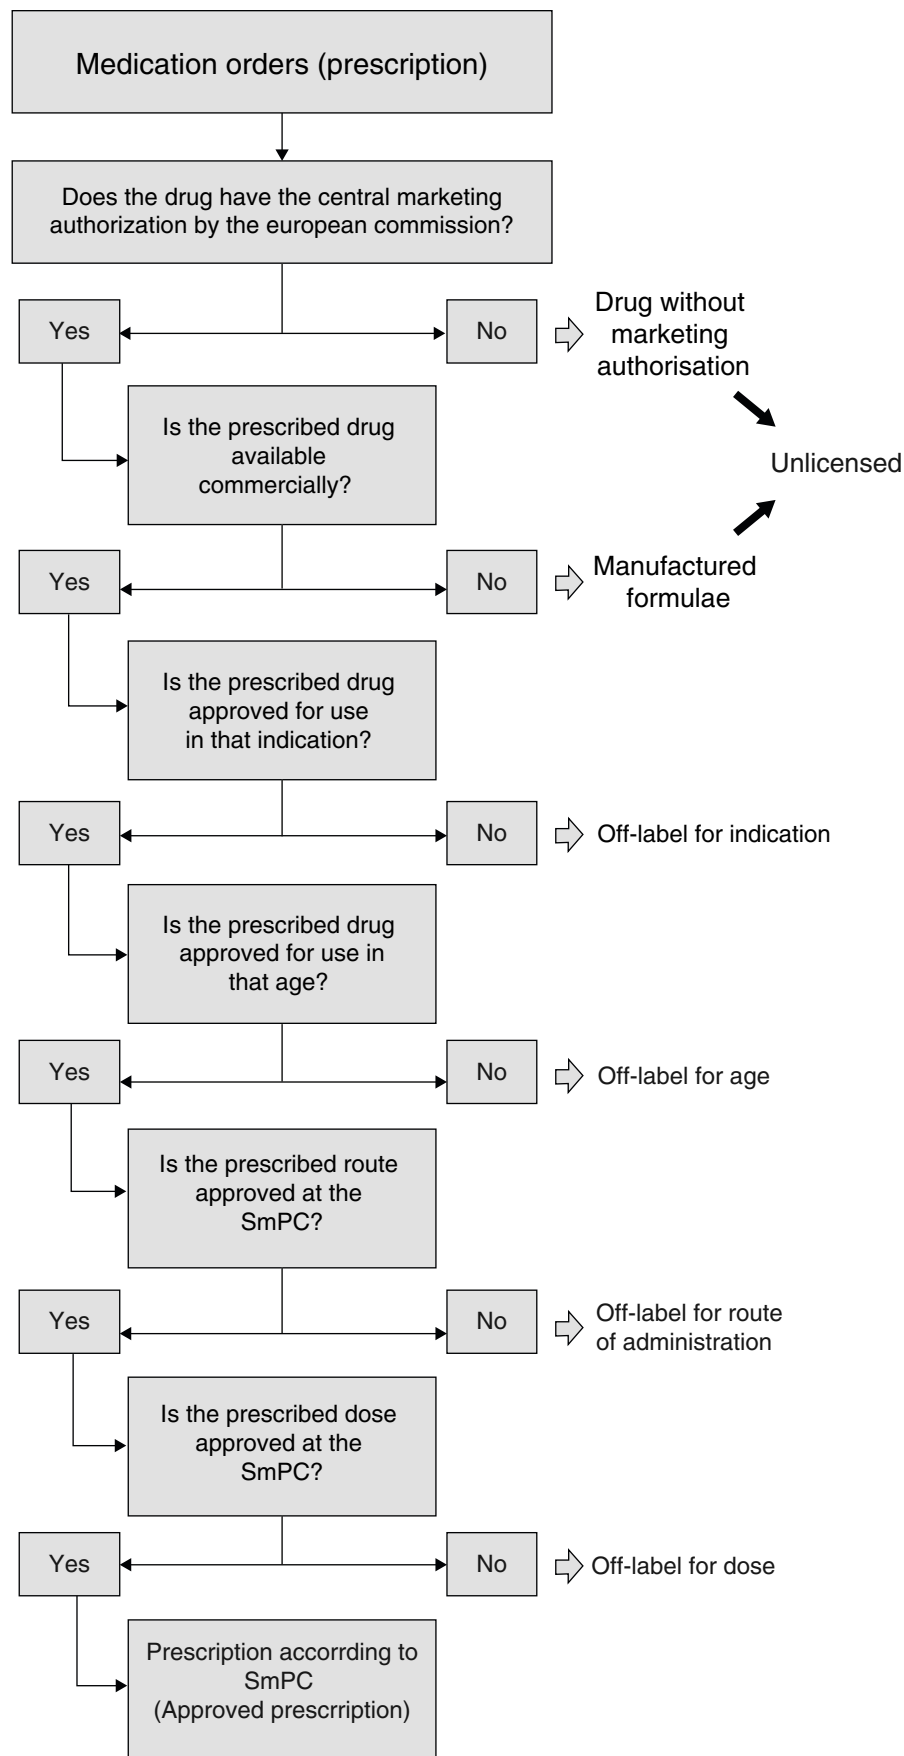 Medication orders (prescription)
Does the drug have the central marketing
authorization by the european commission?
Yes
No
Drug without
marketing
authorisation
Is the prescribed drug
available
commercially?
Unlicensed
Yes
No
Manufactured
formulae
Is the prescribed drug
approved for use
in that indication?
Yes
No
Off-label for indication
Is the prescribed drug
approved for use in
that age?
Yes
No
Off-label for age
Is the prescribed route
approved at the
SmPC?
Yes
No
Off-label for route
of administration
Is the prescribed dose
approved at the
SmPC?
Yes
No
Off-label for dose
Prescription accorrding to
SmPC
(Approved prescrription)